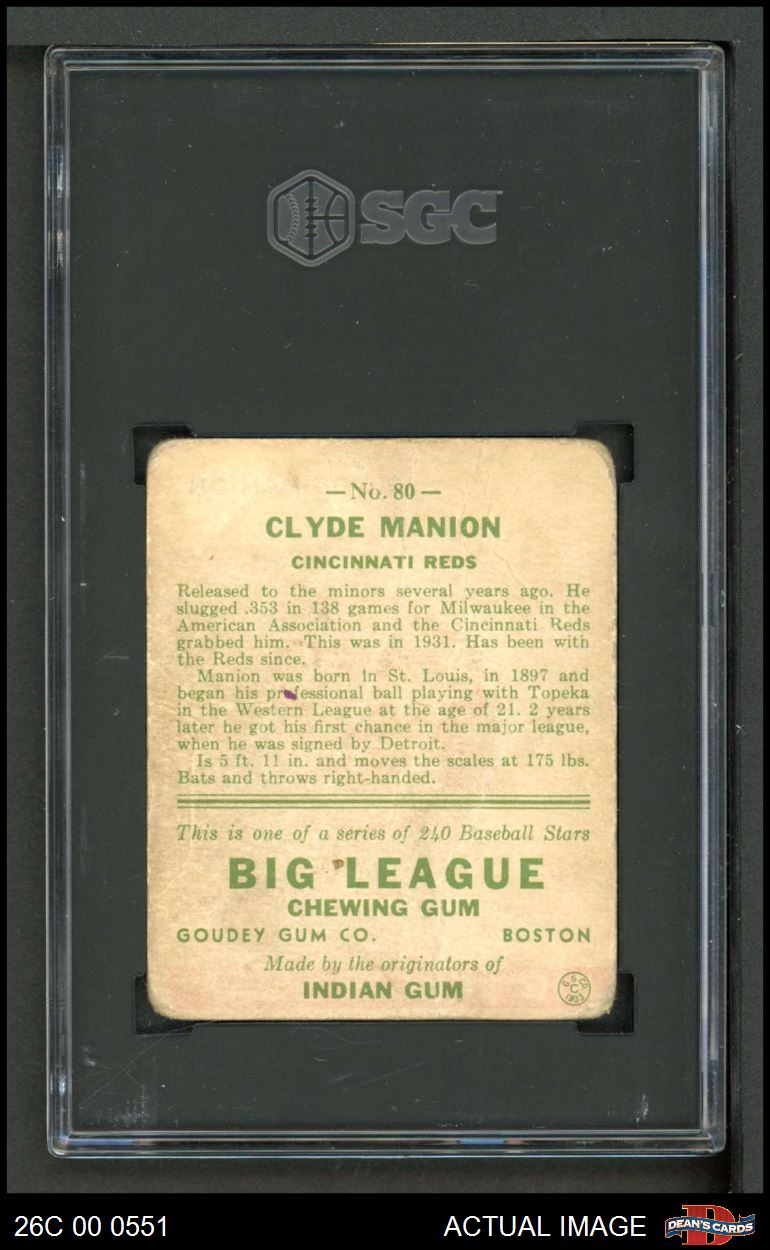 SGC
— No. 80 —
CLYDE MANION
CINCINNATI REDS
Released to the minors several years ago. He
slugged .353 in 138 games for Milwaukee in the
American Association and the Cincinnati Reds
grabbed him. This was in 1931. Has been with
the Reds since.
Manion was born in St. Louis, in 1897 and
began his professional ball playing with Topeka
in the Western League at the age of 21. 2 years
later he got his first chance in the major league,
when he was signed by Detroit.
Is 5 ft. 11 in. and moves the scales at 175 lbs.
Bats and throws right-handed.
This is one of a series of 240 Baseball Stars
BIG LEAGUE
CHEWING GUM
GOUDEY GUM CO. BOSTON
Made by the originators of
INDIAN GUM
G. G. CO.
C
1933
26C 00 0551
ACTUAL IMAGE
DEAN'S CARDS